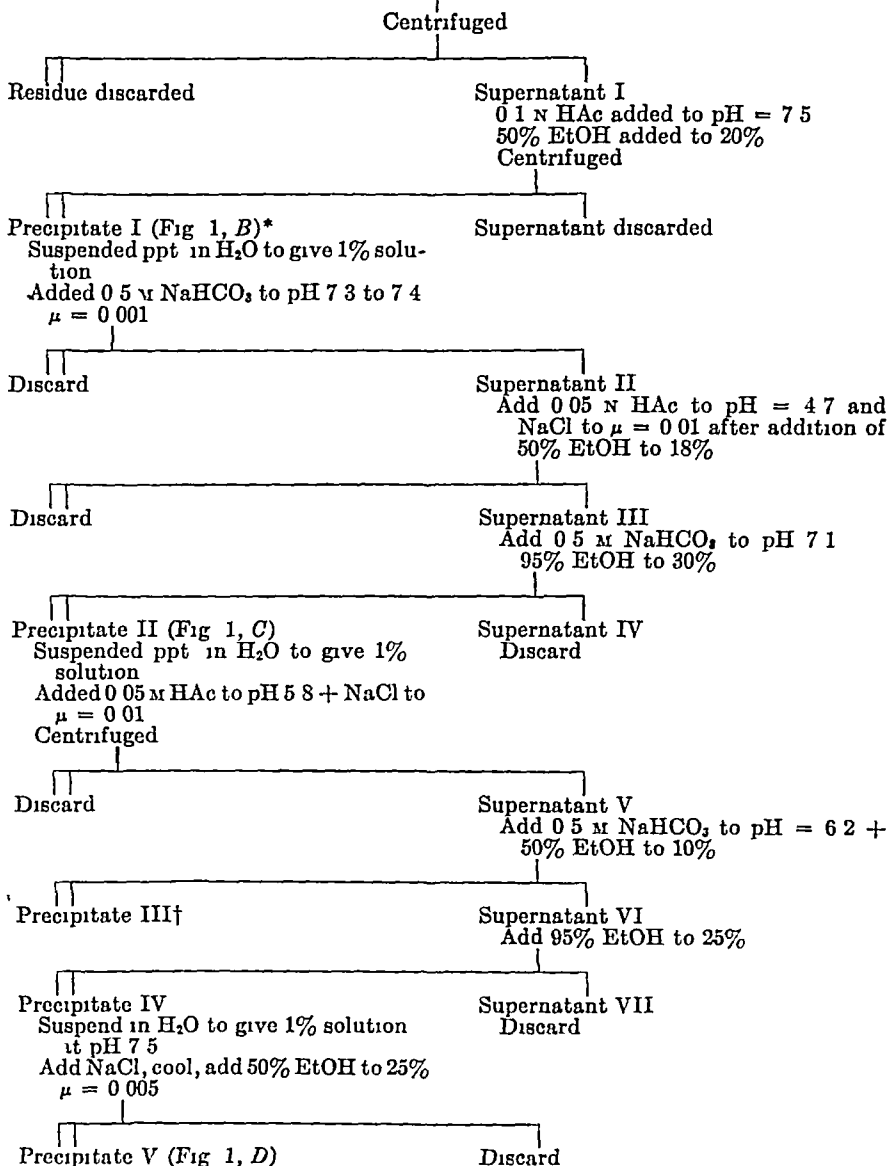 Centrifuged
Residue discarded
Supernatant I
0 1 N HAc added to pH = 7 5
50% EtOH added to 20%
Centrifuged
Precipitate I (Fig 1, B)*
Suspended ppt in H₂O to give 1% solu-
tion
Added 0 5 M NaHCO₃ to pH 7 3 to 7 4
μ = 0 001
Supernatant discarded
Discard
Supernatant II
Add 0 05 N HAc to pH = 4 7 and
NaCl to μ = 0 01 after addition of
50% EtOH to 18%
Discard
Supernatant III
Add 0 5 M NaHCO₃ to pH 7 1
95% EtOH to 30%
Precipitate II (Fig 1, C)
Suspended ppt in H₂O to give 1%
solution
Added 0 05 M HAc to pH 5 8 + NaCl to
μ = 0 01
Centrifuged
Supernatant IV
Discard
Discard
Supernatant V
Add 0 5 M NaHCO₃ to pH = 6 2 +
50% EtOH to 10%
Precipitate III†
Supernatant VI
Add 95% EtOH to 25%
Precipitate IV
Suspend in H₂O to give 1% solution
at pH 7 5
Add NaCl, cool, add 50% EtOH to 25%
μ = 0 005
Supernatant VII
Discard
Precipitate V (Fig 1, D)
Discard